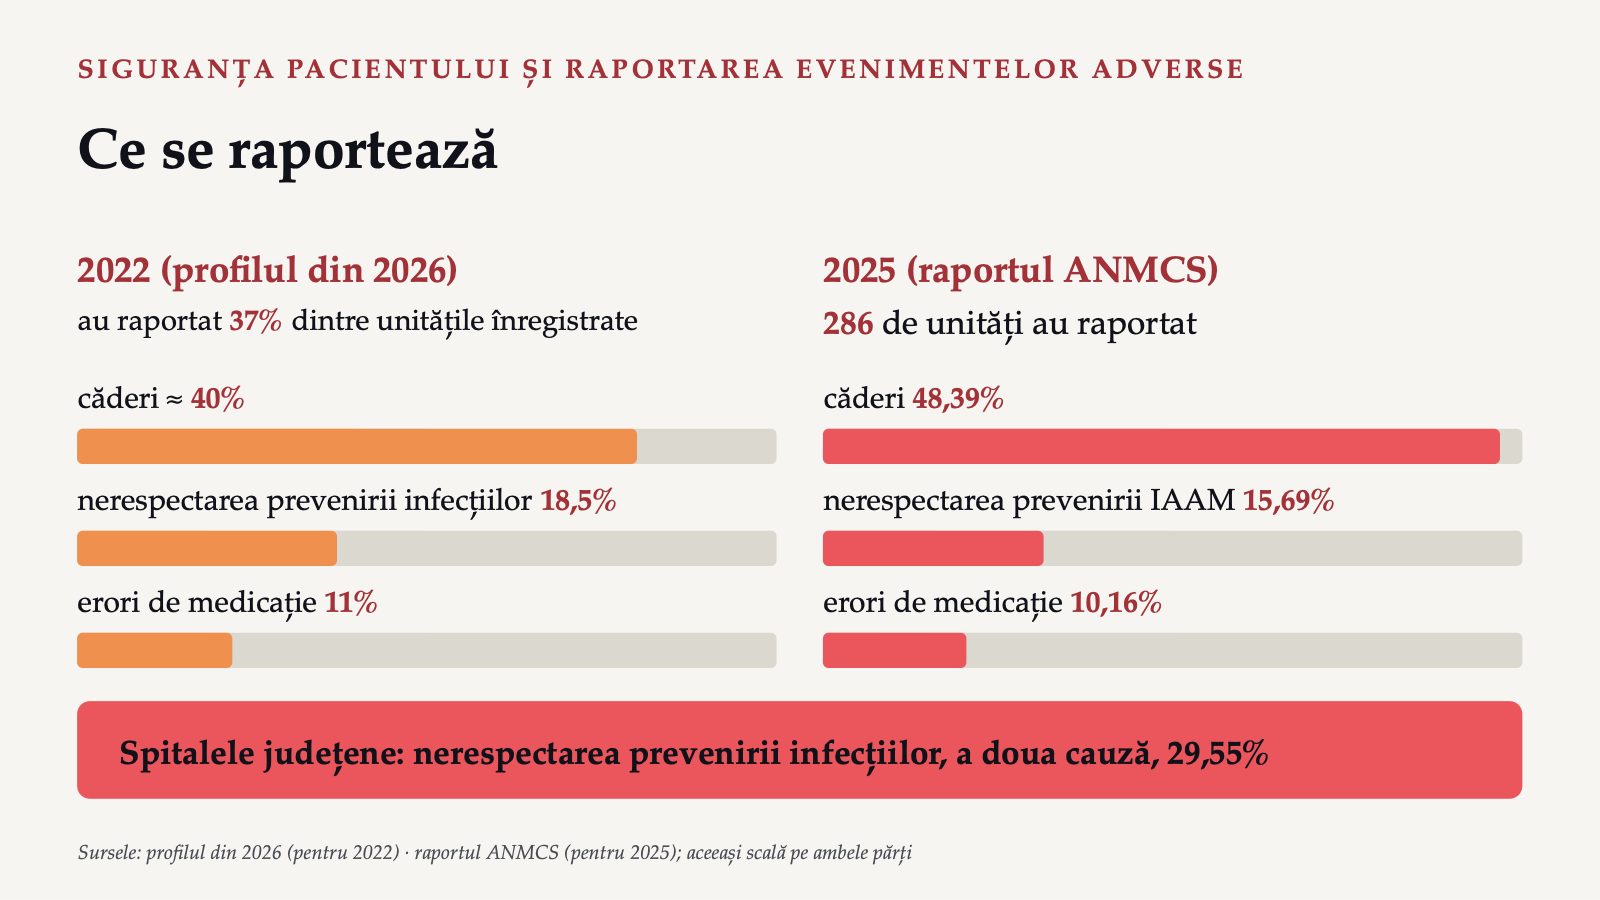 SIGURANȚA PACIENTULUI ȘI RAPORTAREA EVENIMENTELOR ADVERSE
Ce se raportează
2022 (profilul din 2026)
au raportat 37% dintre unitățile înregistrate
căderi ≈ 40%
nerespectarea prevenirii infecțiilor 18,5%
erori de medicație 11%
2025 (raportul ANMCS)
286 de unități au raportat
căderi 48,39%
nerespectarea prevenirii IAAM 15,69%
erori de medicație 10,16%
Spitalele județene: nerespectarea prevenirii infecțiilor, a doua cauză, 29,55%
Sursele: profilul din 2026 (pentru 2022) · raportul ANMCS (pentru 2025); aceeași scală pe ambele părți